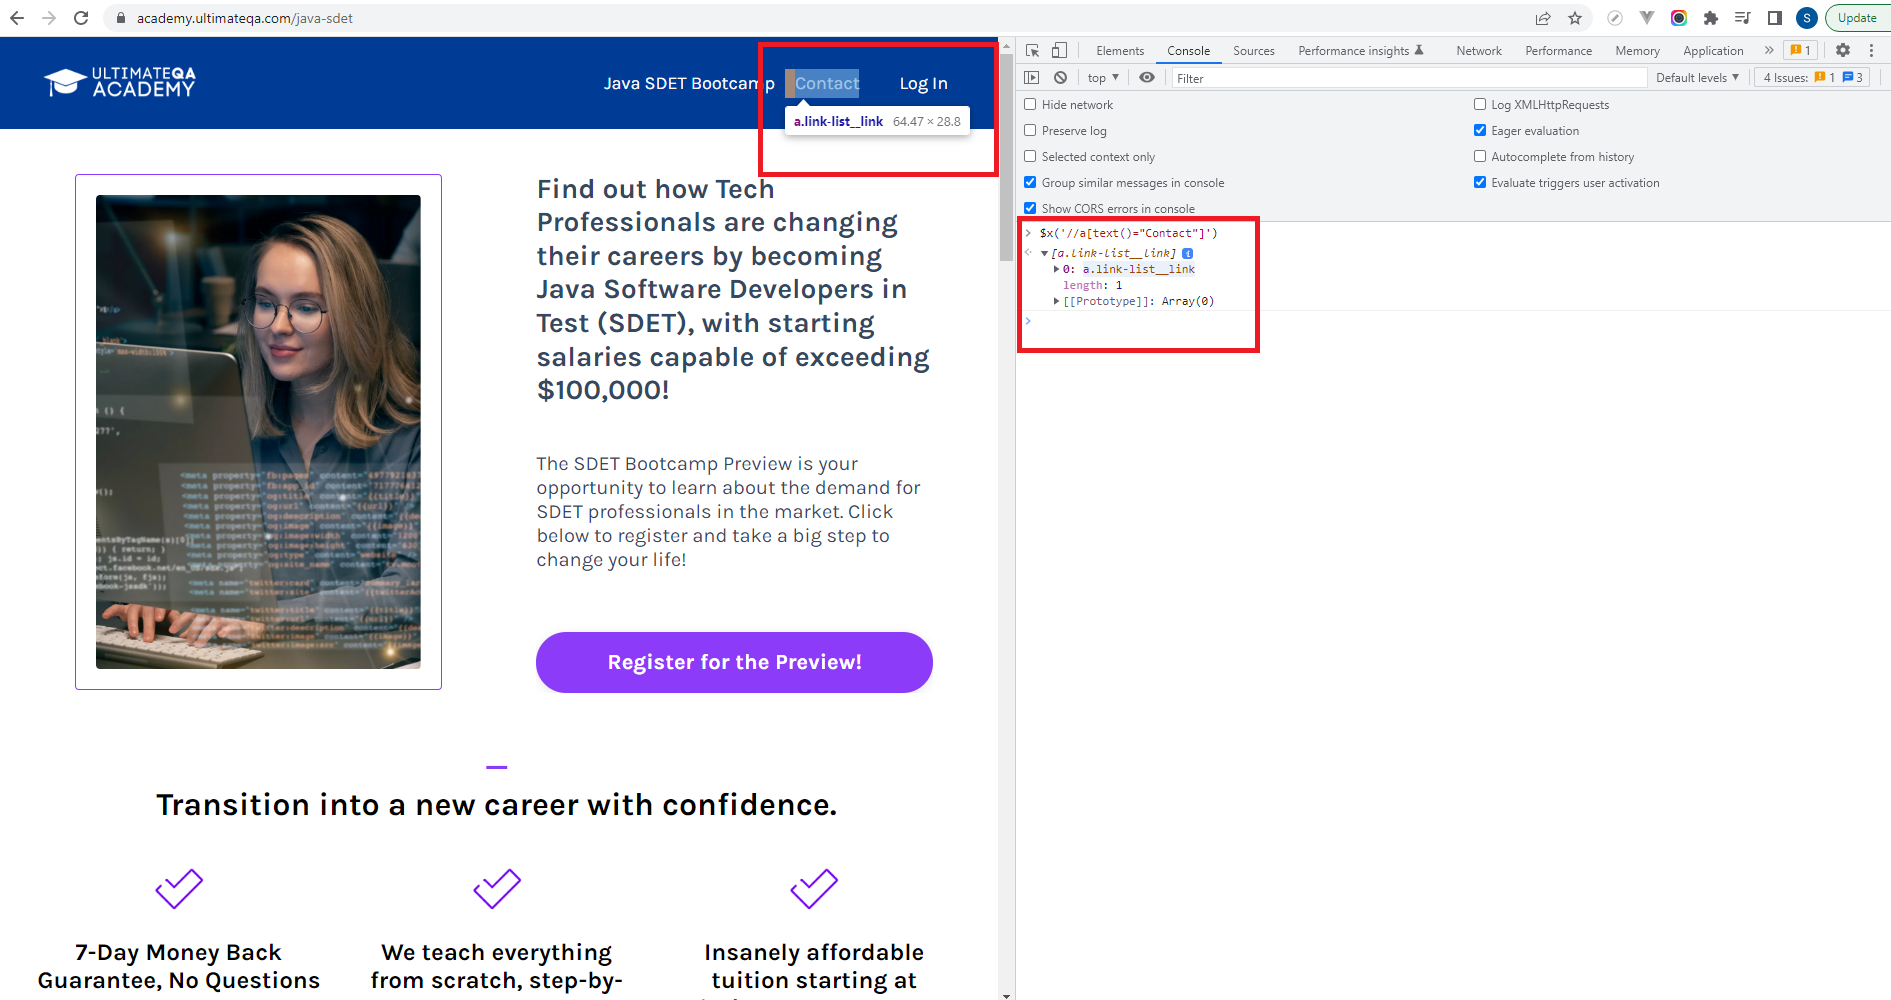 academy.ultimateqa.com/java-sdet
S
Update
ULTIMATEQA
ACADEMY
Java SDET Bootcamp
Contact
Log In
a.link-list__link 64.47 × 28.8
Find out how Tech
Professionals are changing
their careers by becoming
Java Software Developers in
Test (SDET), with starting
salaries capable of exceeding
$100,000!
The SDET Bootcamp Preview is your
opportunity to learn about the demand for
SDET professionals in the market. Click
below to register and take a big step to
change your life!
Register for the Preview!
Transition into a new career with confidence.
7-Day Money Back
Guarantee, No Questions
We teach everything
from scratch, step-by-
Insanely affordable
tuition starting at
Elements Console Sources Performance insights Network Performance Memory Application » 1
top ▼ Filter Default levels ▼ 4 Issues: 1 3
Hide network
Log XMLHttpRequests
Preserve log
Eager evaluation
Selected context only
Autocomplete from history
Group similar messages in console
Evaluate triggers user activation
Show CORS errors in console
> $x('//a[text()="Contact"]')
▼[a.link-list__link] i
▶0: a.link-list__link
length: 1
▶[[Prototype]]: Array(0)
>